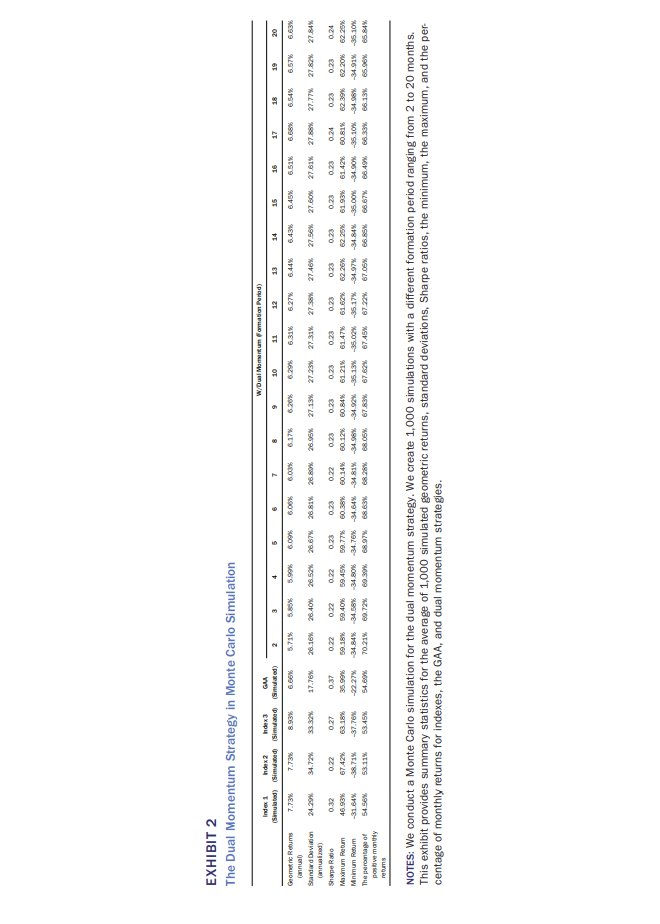 EXHIBIT 2
The Dual Momentum Strategy in Monte Carlo Simulation
W/Dual Momentum (Formation Period)
Index 1 Index 2 Index 3 GAA
(Simulated) (Simulated) (Simulated) (Simulated) 2 3 4 5 6 7 8 9 10 11 12 13 14 15 16 17 18 19 20
Geometric Returns 7.73% 7.73% 8.93% 6.66% 5.71% 5.85% 5.99% 6.09% 6.06% 6.03% 6.17% 6.26% 6.29% 6.31% 6.27% 6.44% 6.43% 6.45% 6.51% 6.68% 6.54% 6.57% 6.63%
(annual)
Standard Deviation 24.29% 34.72% 33.32% 17.76% 26.16% 26.40% 26.52% 26.67% 26.81% 26.89% 26.95% 27.13% 27.23% 27.31% 27.38% 27.46% 27.56% 27.60% 27.61% 27.88% 27.77% 27.82% 27.84%
(annualized)
Sharpe Ratio 0.32 0.22 0.27 0.37 0.22 0.22 0.22 0.23 0.23 0.22 0.23 0.23 0.23 0.23 0.23 0.23 0.23 0.23 0.23 0.24 0.23 0.23 0.24
Maximum Return 46.93% 67.42% 63.18% 35.99% 59.18% 59.40% 59.45% 59.77% 60.38% 60.14% 60.12% 60.84% 61.21% 61.47% 61.62% 62.26% 62.25% 61.93% 61.42% 60.81% 62.39% 62.20% 62.25%
Minimum Return -31.64% -38.71% -37.76% -22.27% -34.84% -34.58% -34.80% -34.76% -34.64% -34.81% -34.98% -34.92% -35.13% -35.02% -35.17% -34.97% -34.84% -35.00% -34.90% -35.10% -34.98% -34.91% -35.10%
The percentage of 54.56% 53.11% 53.45% 54.69% 70.21% 69.72% 69.39% 68.97% 68.63% 68.28% 68.05% 67.83% 67.62% 67.45% 67.22% 67.05% 66.85% 66.67% 66.49% 66.33% 66.13% 65.96% 65.84%
positive monthly
returns
NOTES: We conduct a Monte Carlo simulation for the dual momentum strategy. We create 1,000 simulations with a different formation period ranging from 2 to 20 months.
This exhibit provides summary statistics for the average of 1,000 simulated geometric returns, standard deviations, Sharpe ratios, the minimum, the maximum, and the per-
centage of monthly returns for indexes, the GAA, and dual momentum strategies.